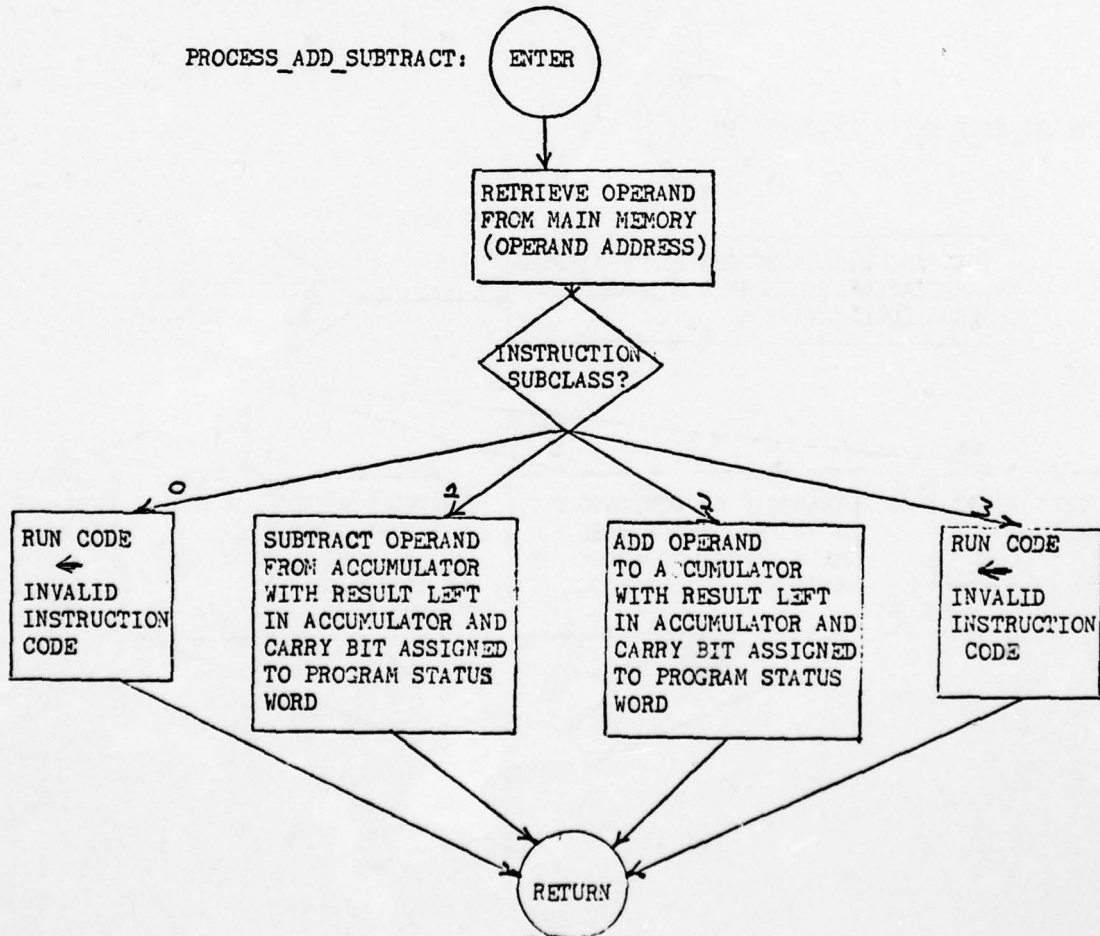 PROCESS_ADD_SUBTRACT:
ENTER
RETRIEVE OPERAND
FROM MAIN MEMORY
(OPERAND ADDRESS)
INSTRUCTION
SUBCLASS?
0
1
2
3
RUN CODE
←
INVALID
INSTRUCTION
CODE
SUBTRACT OPERAND
FROM ACCUMULATOR
WITH RESULT LEFT
IN ACCUMULATOR AND
CARRY BIT ASSIGNED
TO PROGRAM STATUS
WORD
ADD OPERAND
TO ACCUMULATOR
WITH RESULT LEFT
IN ACCUMULATOR AND
CARRY BIT ASSIGNED
TO PROGRAM STATUS
WORD
RUN CODE
←
INVALID
INSTRUCTION
CODE
RETURN